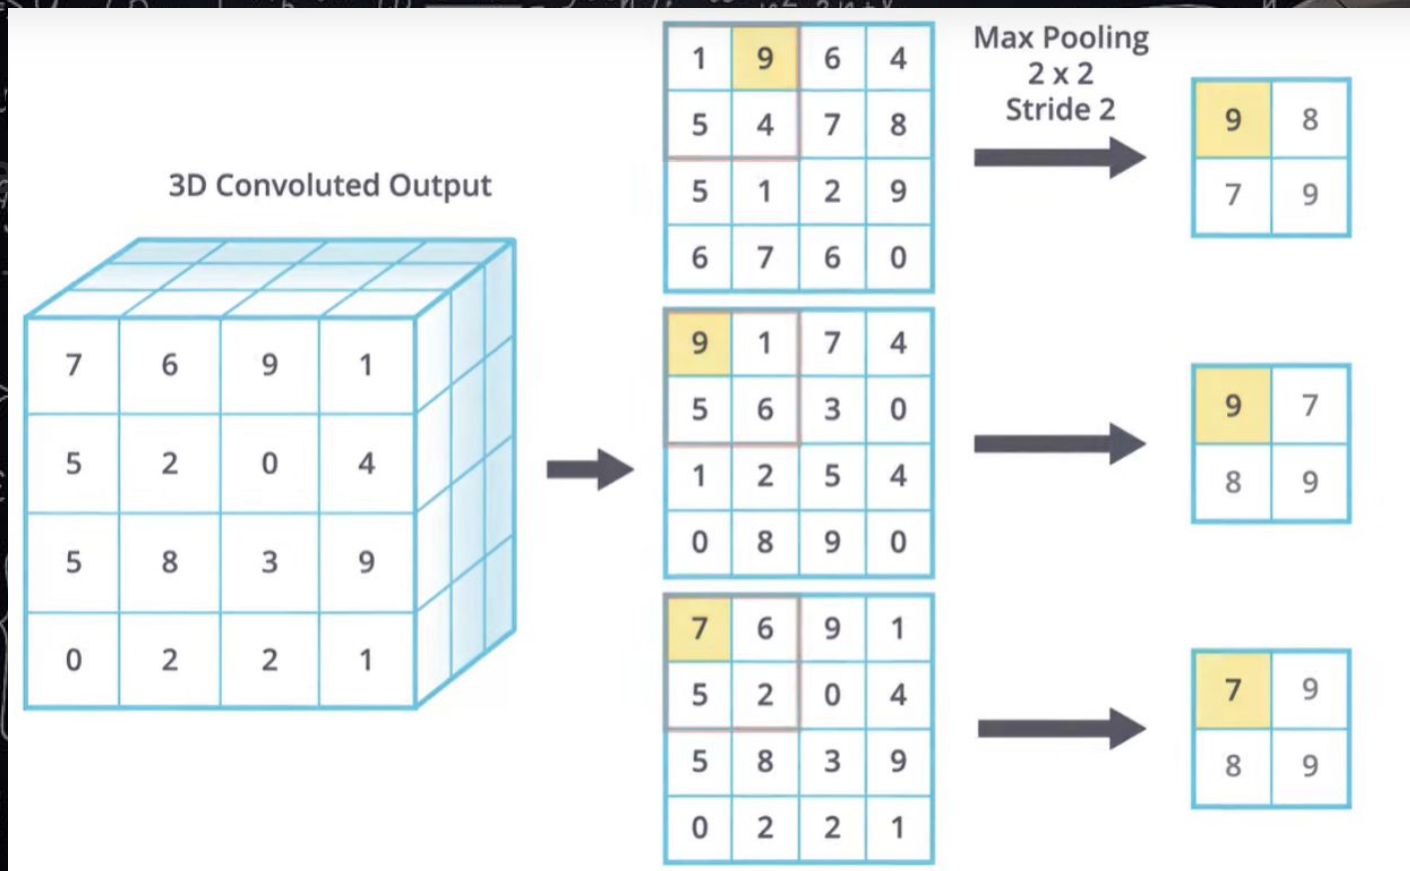 3D Convoluted Output
7 6 9 1
5 2 0 4
5 8 3 9
0 2 2 1
1 9 6 4
5 4 7 8
5 1 2 9
6 7 6 0
Max Pooling
2 x 2
Stride 2
9 8
7 9
9 1 7 4
5 6 3 0
1 2 5 4
0 8 9 0
9 7
8 9
7 6 9 1
5 2 0 4
5 8 3 9
0 2 2 1
7 9
8 9